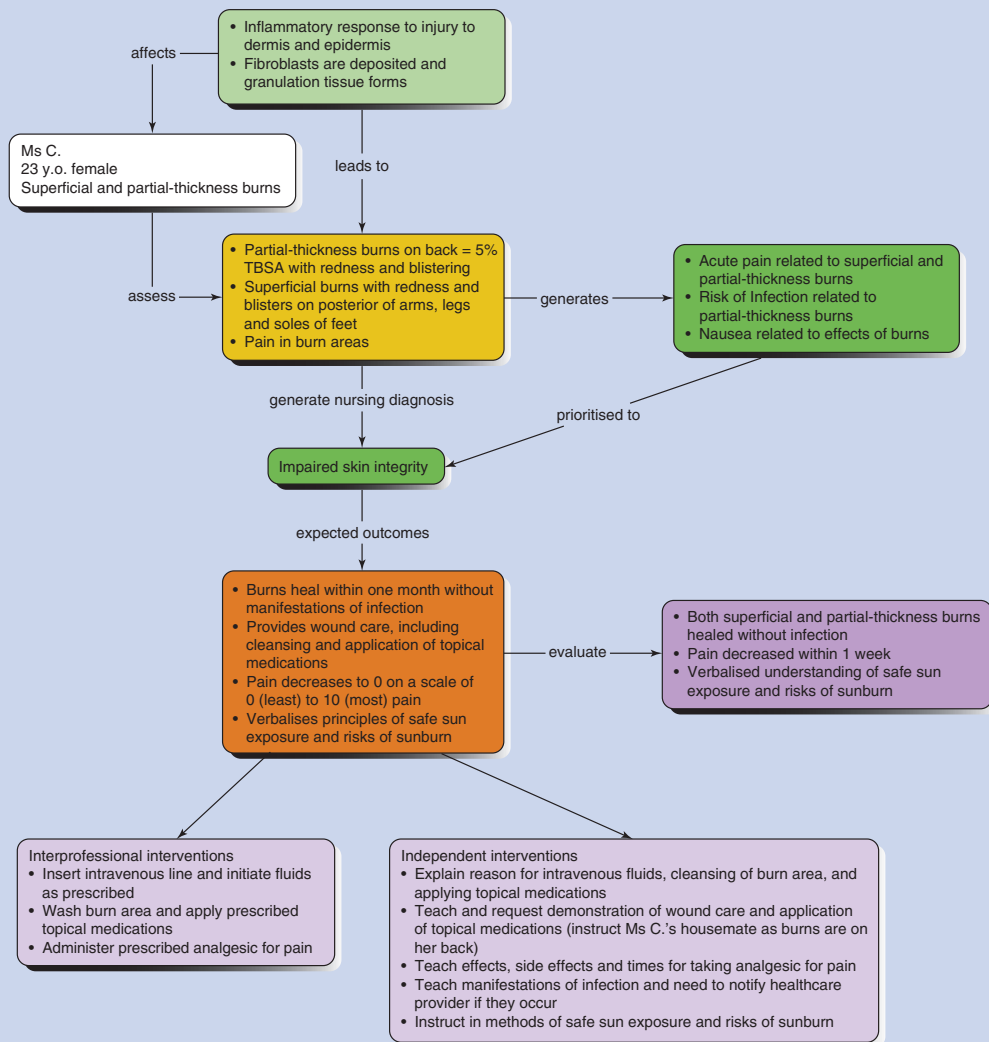 • Inflammatory response to injury to
dermis and epidermis
• Fibroblasts are deposited and
granulation tissue forms
affects
Ms C.
23 y.o. female
Superficial and partial-thickness burns
leads to
assess
• Partial-thickness burns on back = 5%
TBSA with redness and blistering
• Superficial burns with redness and
blisters on posterior of arms, legs
and soles of feet
• Pain in burn areas
generates
• Acute pain related to superficial and
partial-thickness burns
• Risk of Infection related to
partial-thickness burns
• Nausea related to effects of burns
generate nursing diagnosis
prioritised to
Impaired skin integrity
expected outcomes
• Burns heal within one month without
manifestations of infection
• Provides wound care, including
cleansing and application of topical
medications
• Pain decreases to 0 on a scale of
0 (least) to 10 (most) pain
• Verbalises principles of safe sun
exposure and risks of sunburn
evaluate
• Both superficial and partial-thickness burns
healed without infection
• Pain decreased within 1 week
• Verbalised understanding of safe sun
exposure and risks of sunburn
Interprofessional interventions
• Insert intravenous line and initiate fluids
as prescribed
• Wash burn area and apply prescribed
topical medications
• Administer prescribed analgesic for pain
Independent interventions
• Explain reason for intravenous fluids, cleansing of burn area, and
applying topical medications
• Teach and request demonstration of wound care and application
of topical medications (instruct Ms C.'s housemate as burns are on
her back)
• Teach effects, side effects and times for taking analgesic for pain
• Teach manifestations of infection and need to notify healthcare
provider if they occur
• Instruct in methods of safe sun exposure and risks of sunburn